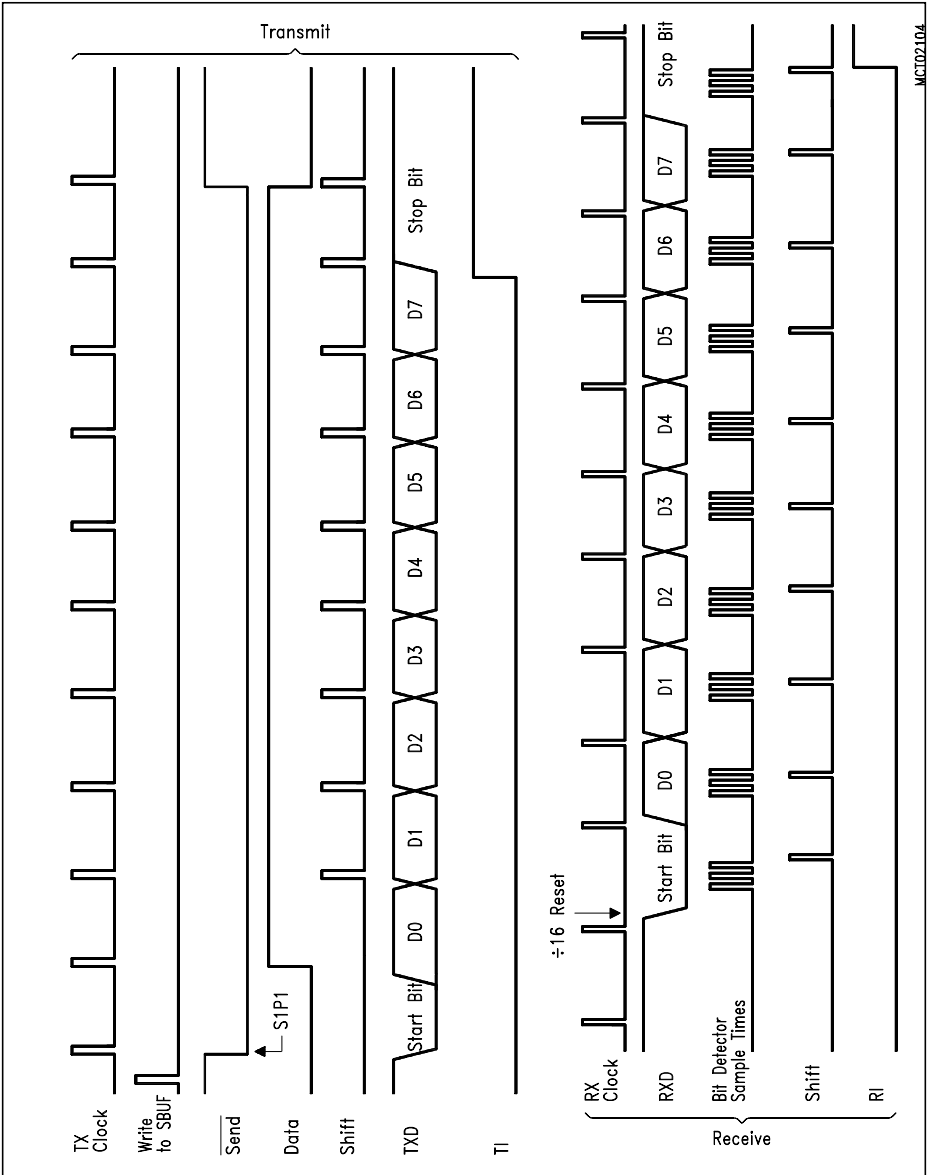 Transmit
TX
Clock
Write
to SBUF
Send
S1P1
Data
Shift
TXD
Start Bit
D0
D1
D2
D3
D4
D5
D6
D7
Stop Bit
TI
Receive
÷16 Reset
RX
Clock
RXD
Start Bit
D0
D1
D2
D3
D4
D5
D6
D7
Stop Bit
Bit Detector
Sample Times
Shift
RI
MCT02104